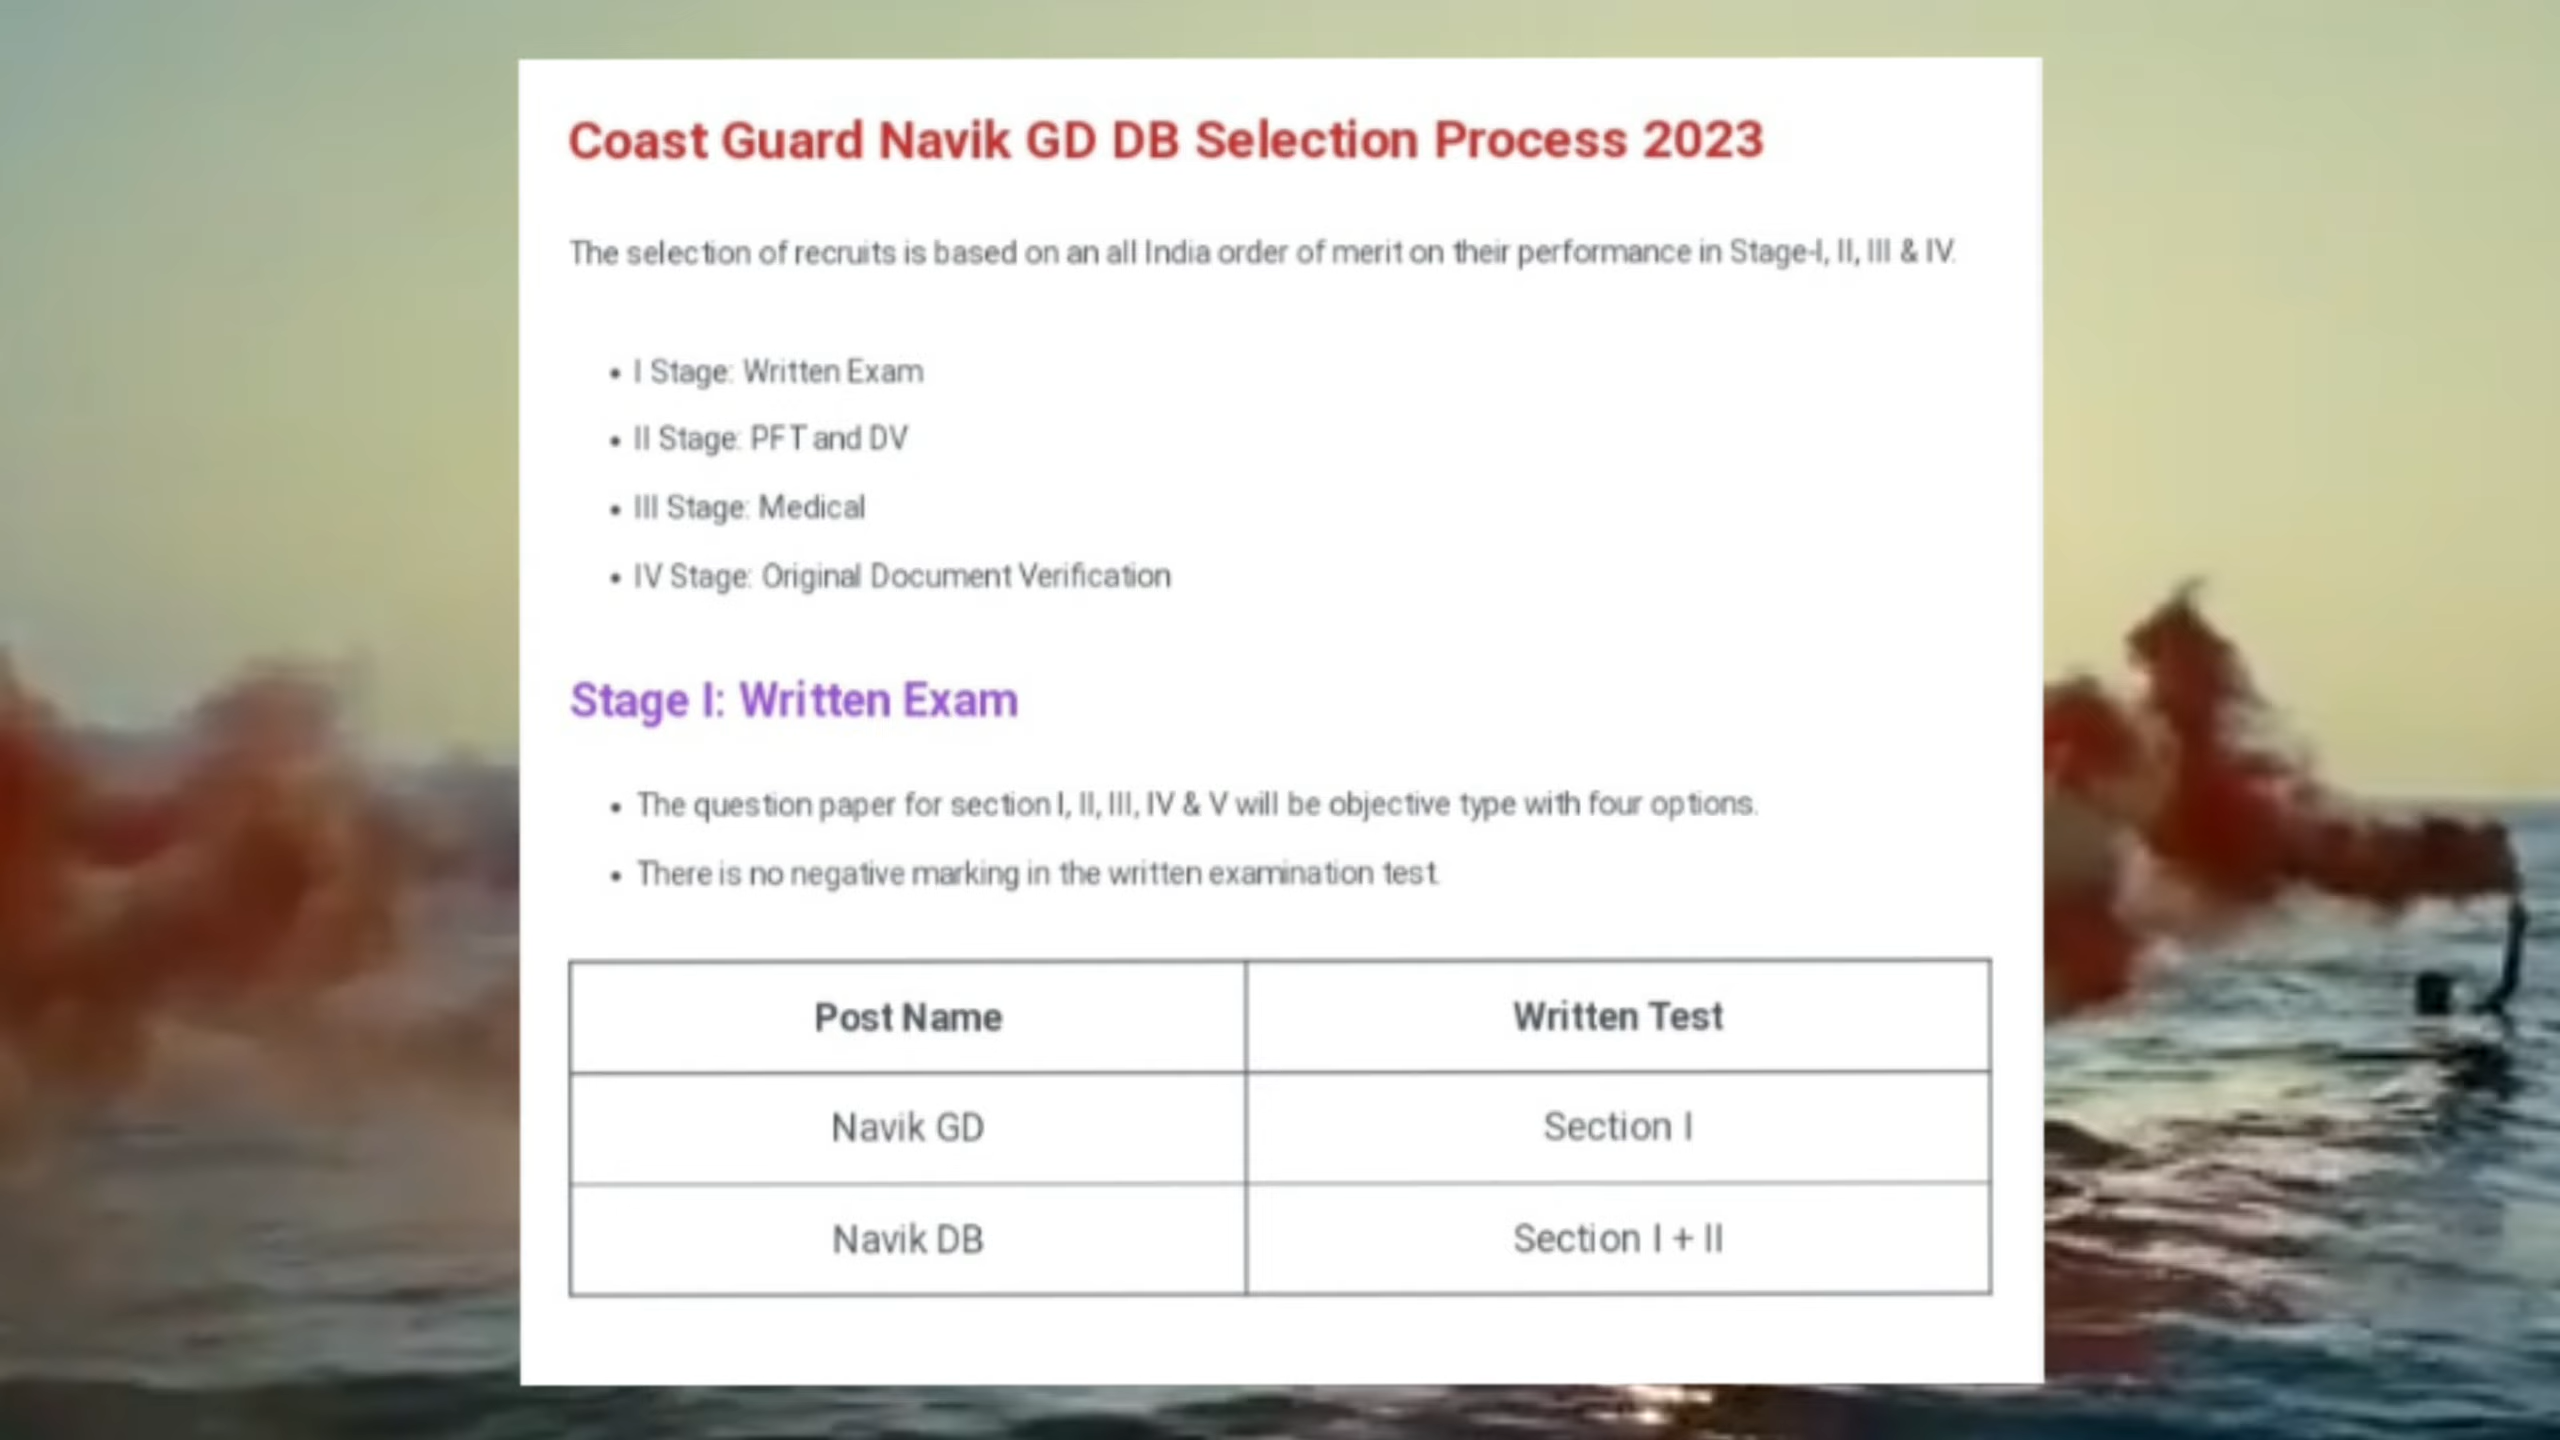 Coast Guard Navik GD DB Selection Process 2023
The selection of recruits is based on an all India order of merit on their performance in Stage-I, II, III & IV.
• I Stage: Written Exam
• II Stage: PFT and DV
• III Stage: Medical
• IV Stage: Original Document Verification
Stage I: Written Exam
• The question paper for section I, II, III, IV & V will be objective type with four options.
• There is no negative marking in the written examination test.
Post Name Written Test
Navik GD Section I
Navik DB Section I + II